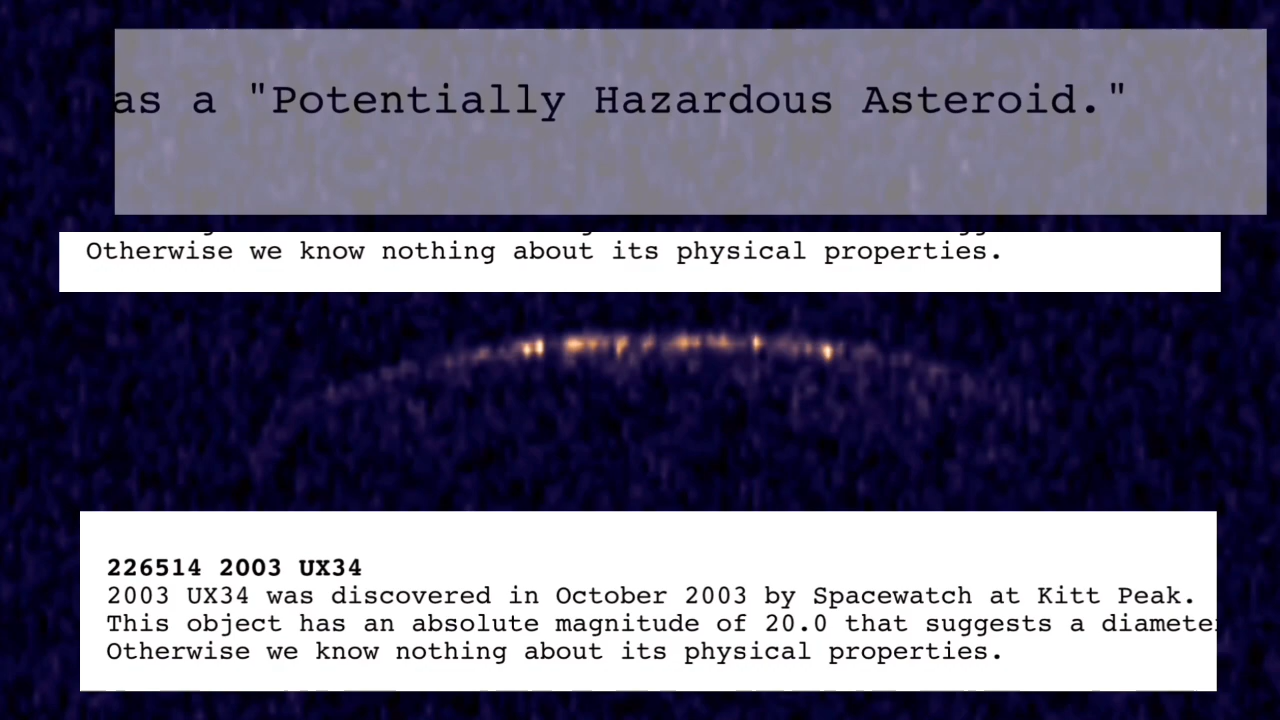 as a "Potentially Hazardous Asteroid."
Otherwise we know nothing about its physical properties.
226514 2003 UX34
2003 UX34 was discovered in October 2003 by Spacewatch at Kitt Peak.
This object has an absolute magnitude of 20.0 that suggests a diameter
Otherwise we know nothing about its physical properties.